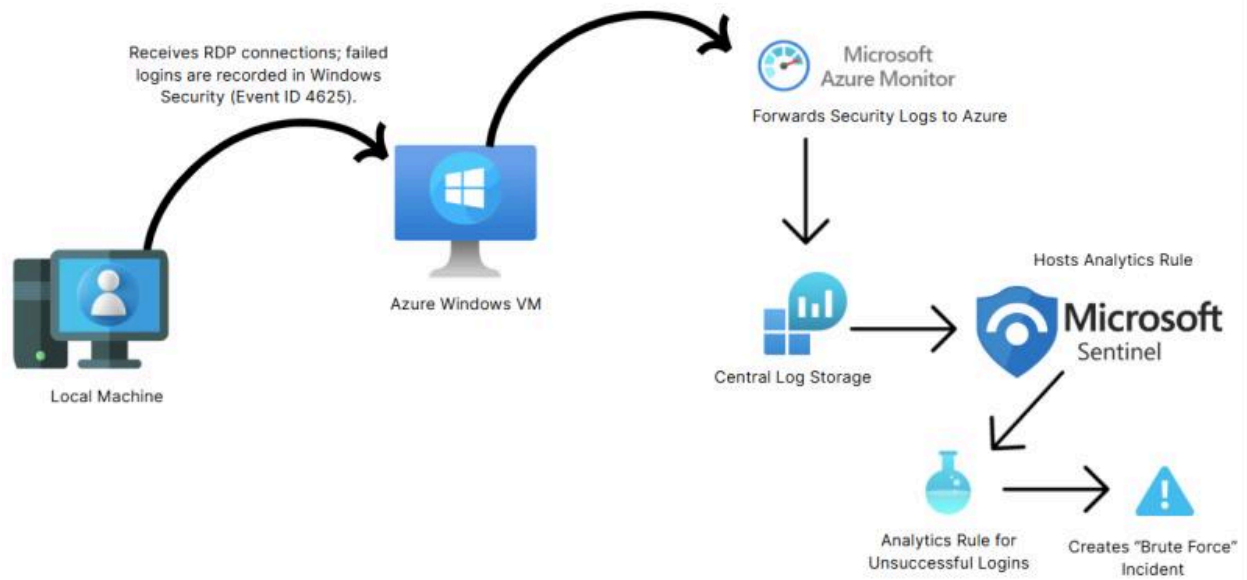 Receives RDP connections; failed
logins are recorded in Windows
Security (Event ID 4625).
Microsoft
Azure Monitor
Forwards Security Logs to Azure
Azure Windows VM
Local Machine
Hosts Analytics Rule
Microsoft
Sentinel
Central Log Storage
Analytics Rule for
Unsuccessful Logins
Creates "Brute Force"
Incident